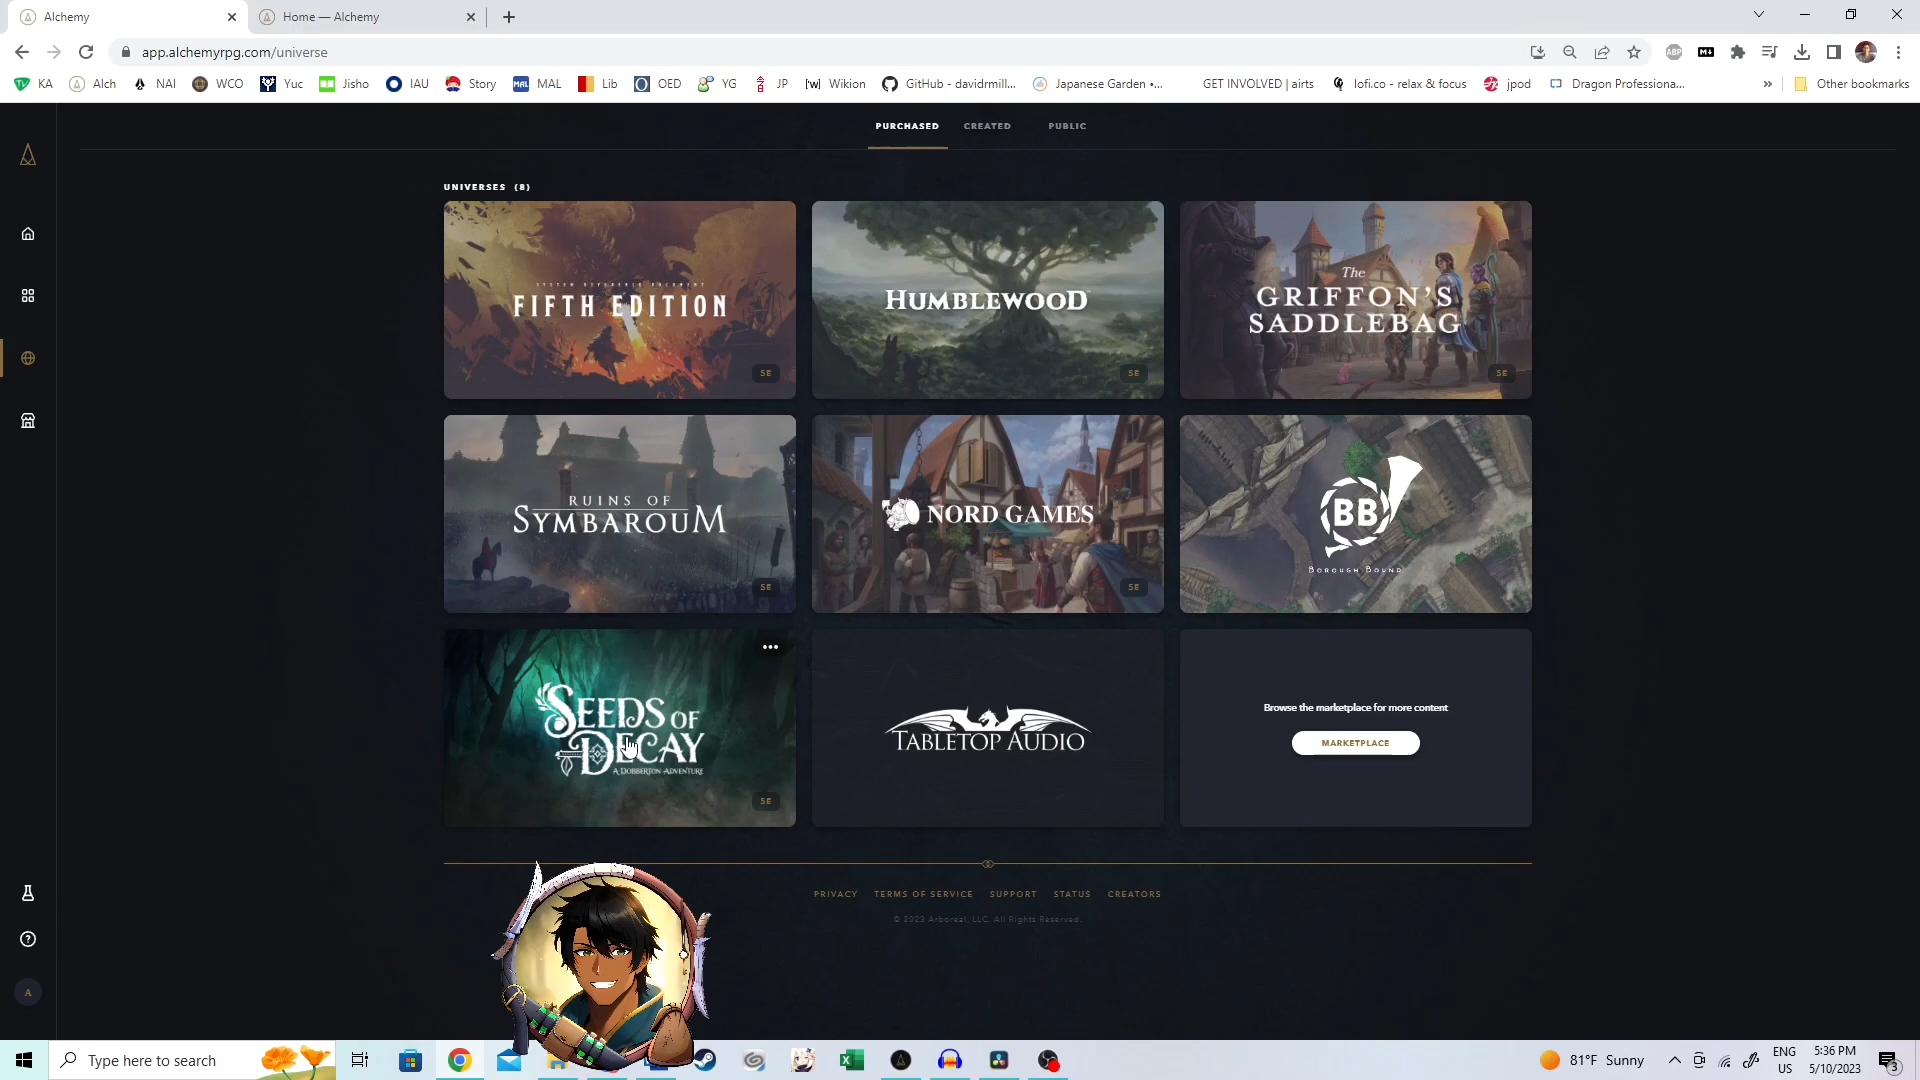 Alchemy
Home — Alchemy
app.alchemyrpg.com/universe
KA
Alch
NAI
WCO
Yuc
Jisho
IAU
Story
MAL
Lib
OED
YG
JP
Wikion
GitHub - davidrmill...
Japanese Garden •...
GET INVOLVED | airts
lofi.co - relax & focus
jpod
Dragon Professiona...
»
Other bookmarks
PURCHASED
CREATED
PUBLIC
UNIVERSES (8)
SYSTEM REFERENCE DOCUMENT
FIFTH EDITION
5E
HUMBLEWOOD
5E
The
GRIFFON'S
SADDLEBAG
5E
RUINS OF
SYMBAROUM
5E
NORD GAMES
5E
BB
BOROUGH BOUND
SEEDS OF
DECAY
A DOBBERTON ADVENTURE
5E
TABLETOP AUDIO
Browse the marketplace for more content
MARKETPLACE
PRIVACY
TERMS OF SERVICE
SUPPORT
STATUS
CREATORS
© 2023 Arboreal, LLC. All Rights Reserved.
A
Type here to search
81°F Sunny
ENG
US
5:36 PM
5/10/2023
3